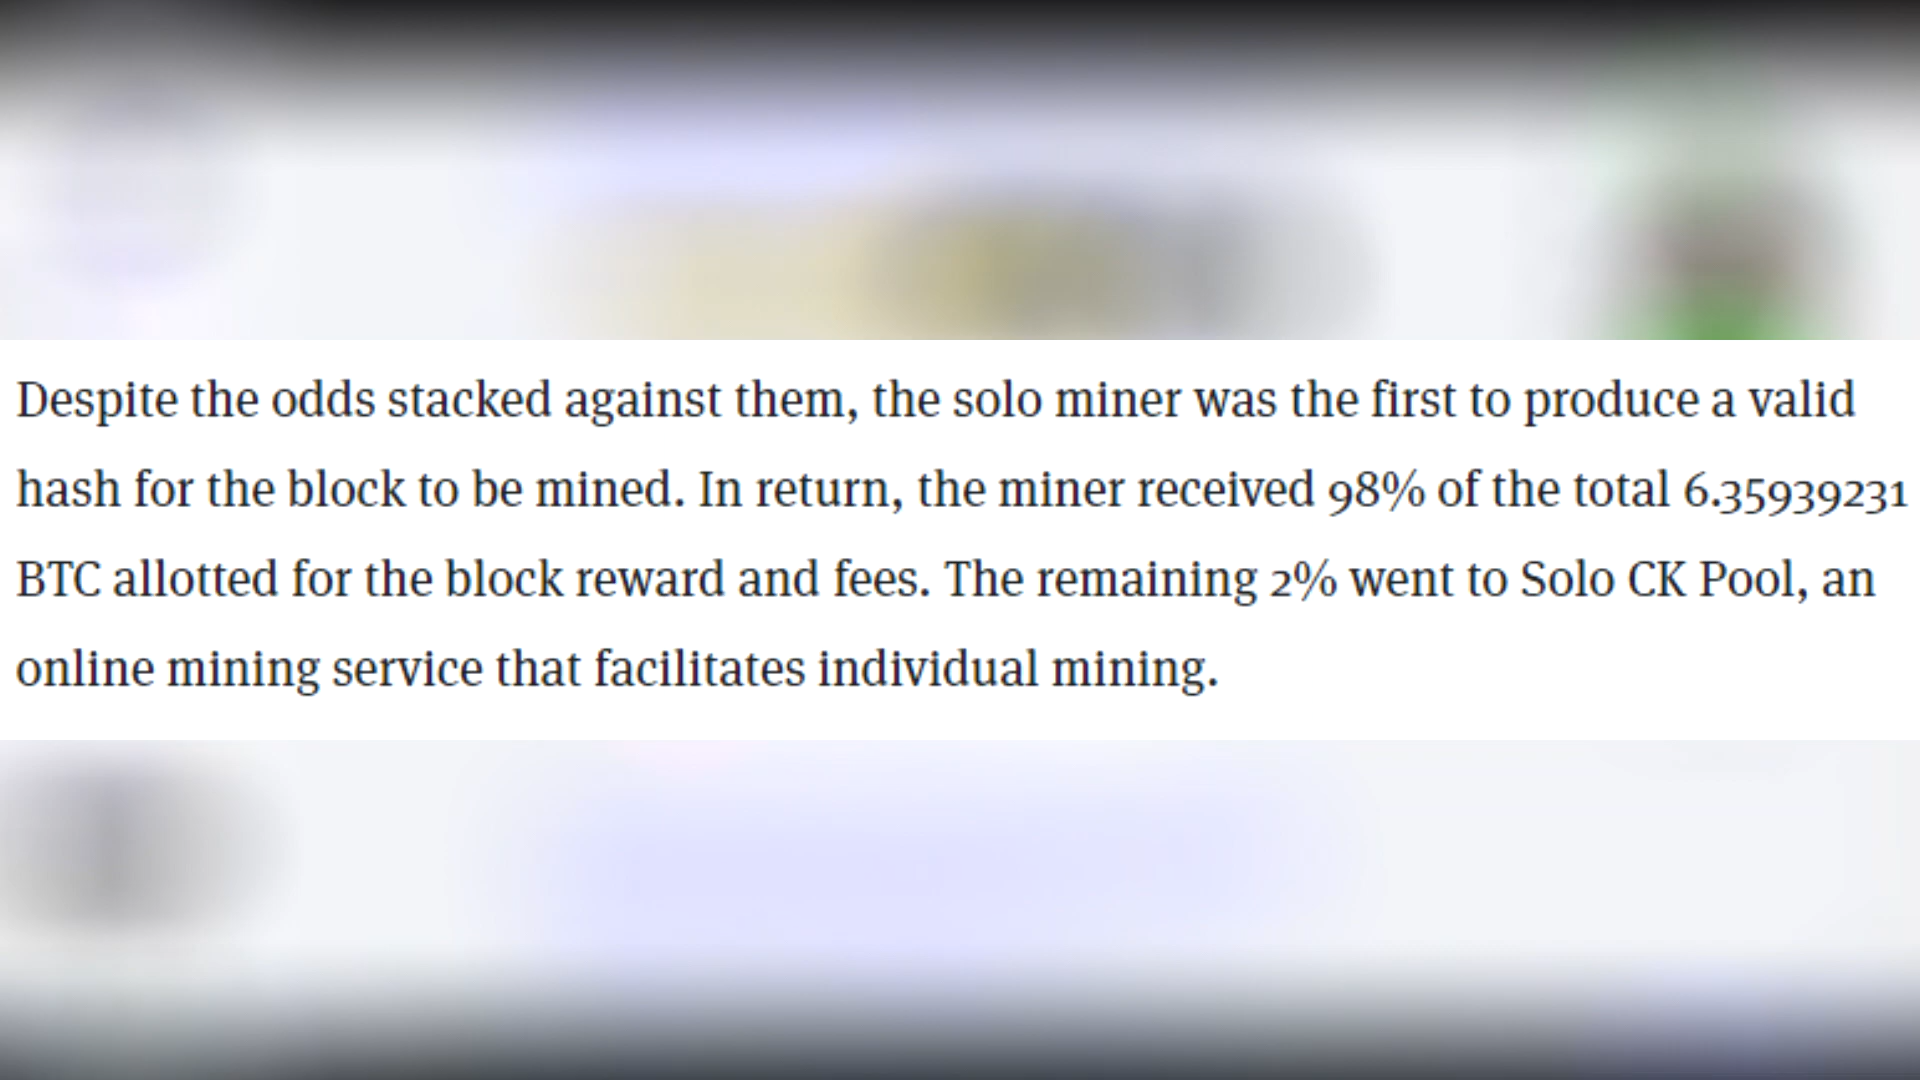 Despite the odds stacked against them, the solo miner was the first to produce a valid
hash for the block to be mined. In return, the miner received 98% of the total 6.35939231
BTC allotted for the block reward and fees. The remaining 2% went to Solo CK Pool, an
online mining service that facilitates individual mining.